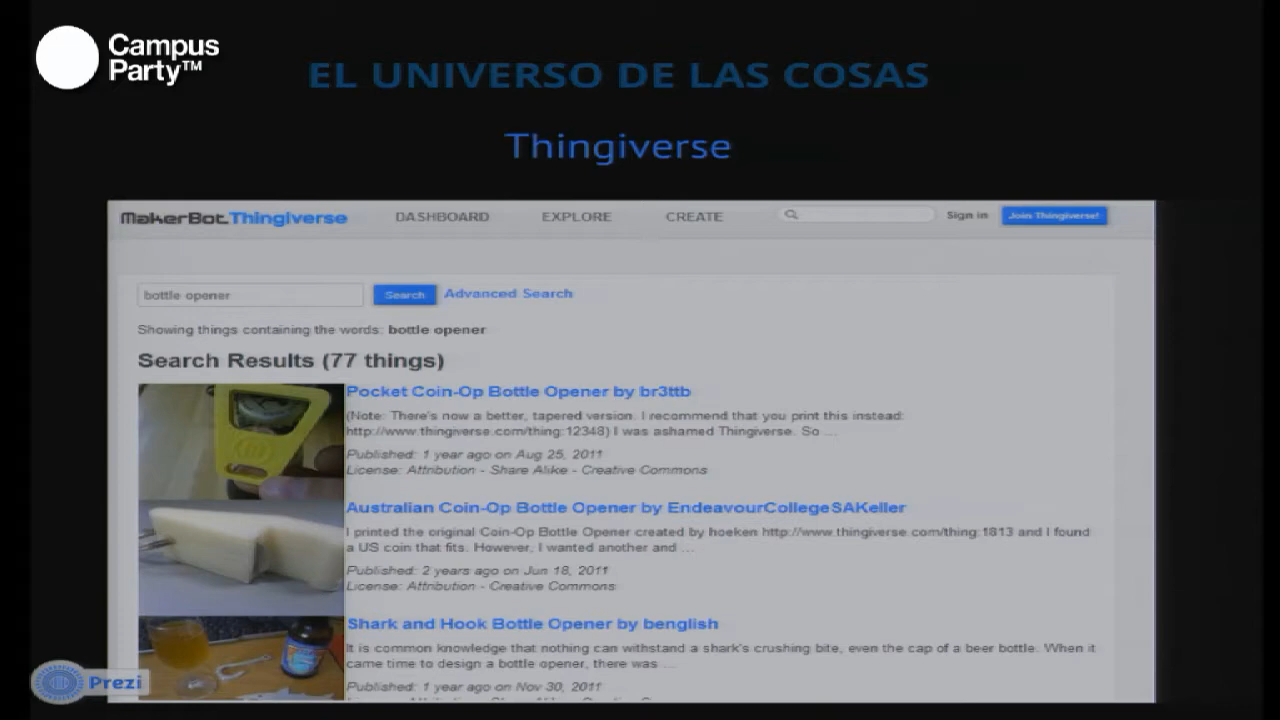 Campus
Party™
EL UNIVERSO DE LAS COSAS
Thingiverse
MakerBot.Thingiverse DASHBOARD EXPLORE CREATE Sign in Join Thingiverse!
bottle opener Search Advanced Search
Showing things containing the words: bottle opener
Search Results (77 things)
Pocket Coin-Op Bottle Opener by br3ttb
(Note: There's now a better, tapered version. I recommend that you print this instead:
http://www.thingiverse.com/thing:12348) I was ashamed Thingiverse. So ...
Published: 1 year ago on Aug 25, 2011
License: Attribution - Share Alike - Creative Commons
Australian Coin-Op Bottle Opener by EndeavourCollegeSAKeller
I printed the original Coin-Op Bottle Opener created by hoeken http://www.thingiverse.com/thing:1813 and I found
a US coin that fits. However, I wanted another and ...
Published: 2 years ago on Jun 18, 2011
License: Attribution - Creative Commons
Shark and Hook Bottle Opener by benglish
It is common knowledge that nothing can withstand a shark's crushing bite, even the cap of a beer bottle. When it
came time to design a bottle opener, there was ...
Published: 1 year ago on Nov 30, 2011
Prezi